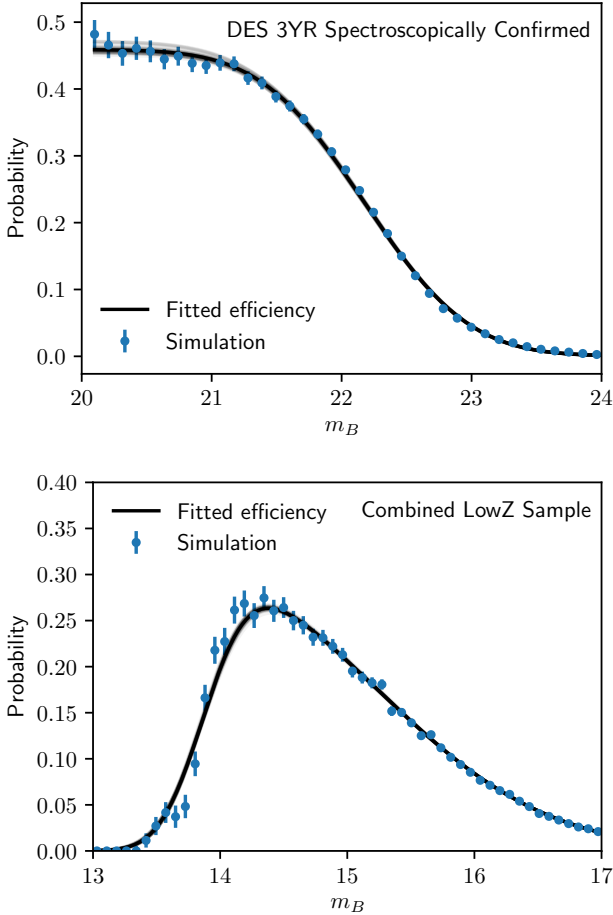 DES 3YR Spectroscopically Confirmed
0.5
0.4
0.3
0.2
0.1
0.0
Probability
Fitted efficiency
Simulation
20 21 22 23 24
m_B
0.40
0.35
0.30
0.25
0.20
0.15
0.10
0.05
0.00
Probability
Fitted efficiency
Simulation
Combined LowZ Sample
13 14 15 16 17
m_B